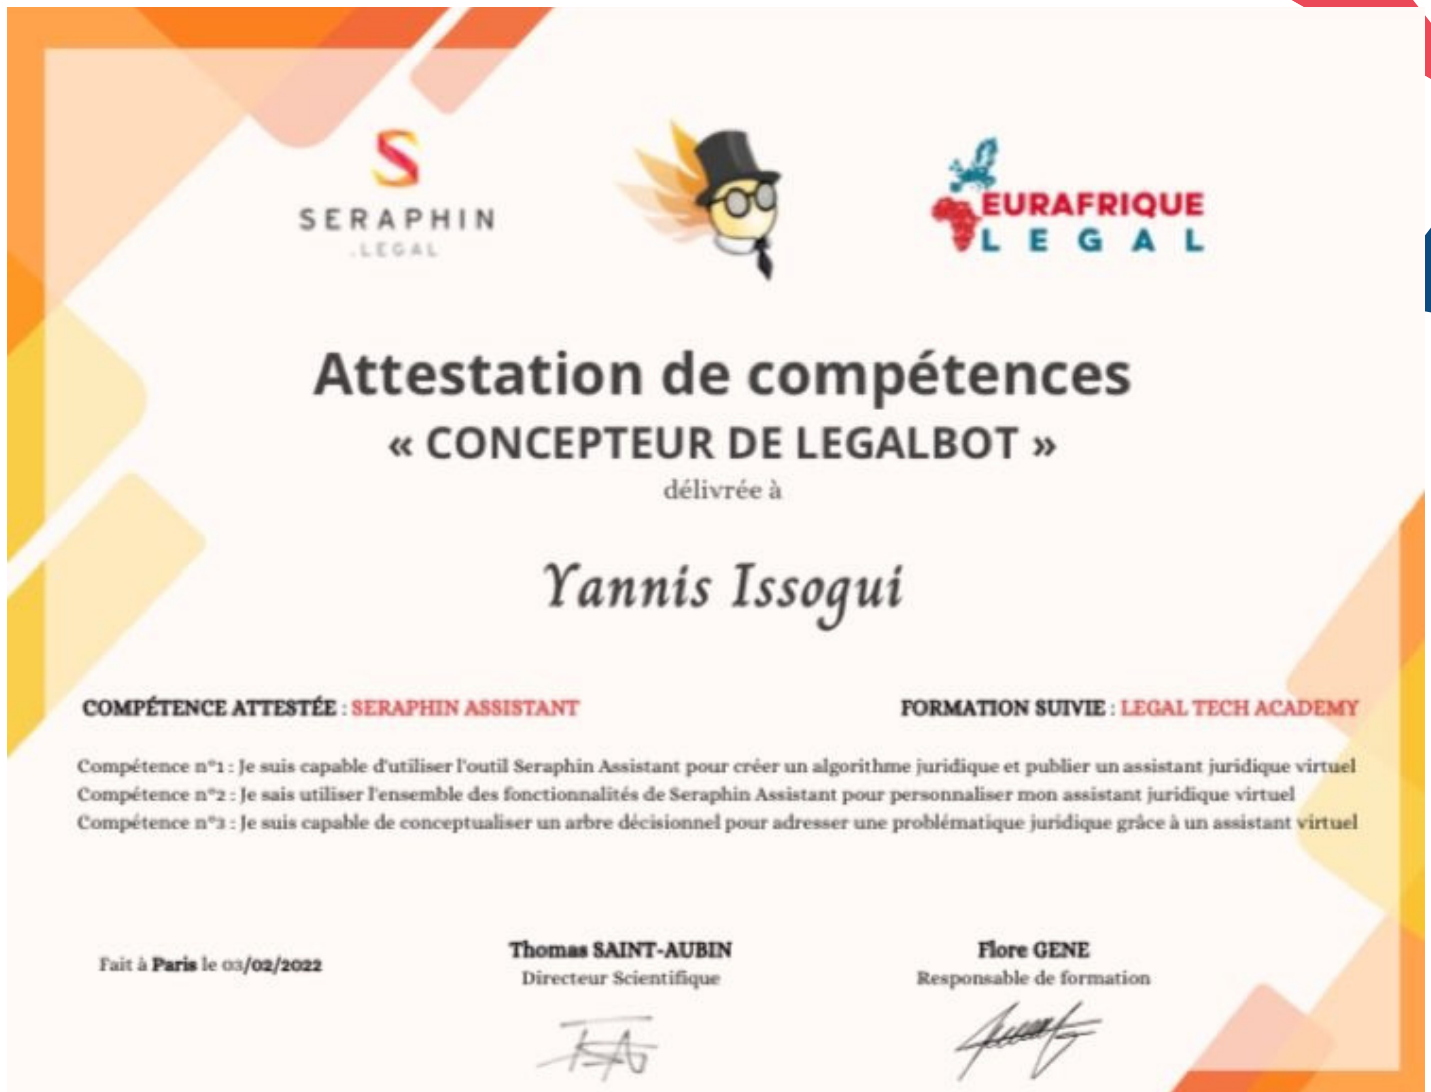 SERAPHIN
.LEGAL
EURAFRIQUE
LEGAL
Attestation de compétences
« CONCEPTEUR DE LEGALBOT »
délivrée à
Yannis Issogui
COMPÉTENCE ATTESTÉE : SERAPHIN ASSISTANT
FORMATION SUIVIE : LEGAL TECH ACADEMY
Compétence n°1 : Je suis capable d'utiliser l'outil Seraphin Assistant pour créer un algorithme juridique et publier un assistant juridique virtuel
Compétence n°2 : Je sais utiliser l'ensemble des fonctionnalités de Seraphin Assistant pour personnaliser mon assistant juridique virtuel
Compétence n°3 : Je suis capable de conceptualiser un arbre décisionnel pour adresser une problématique juridique grâce à un assistant virtuel
Fait à Paris le 03/02/2022
Thomas SAINT-AUBIN
Directeur Scientifique
Flore GENE
Responsable de formation